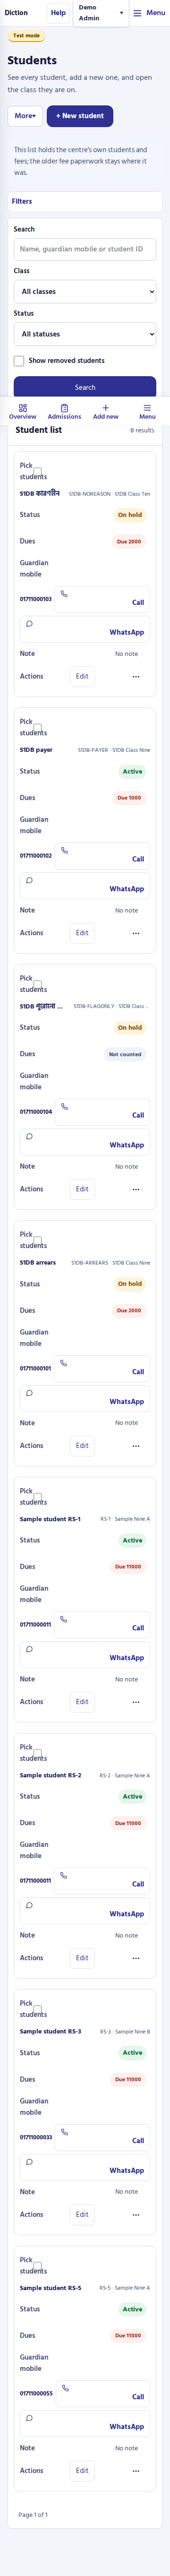 Diction
Help
Demo Admin
Menu
Test mode
Students
See every student, add a new one, and open
the class they are on.
More
+ New student
This list holds the centre's own students and
fees; the older fee paperwork stays where it
was.
Filters
Search
Name, guardian mobile or student ID
Class
All classes
Status
All statuses
Show removed students
Search
Overview
Admissions
Add new
Menu
Student list
8 results
Pick students
S1DB কারণহীন
S1DB-NOREASON · S1DB Class Ten
Status
On hold
Dues
Due 2000
Guardian mobile
01711000103
Call
WhatsApp
Note
No note
Actions
Edit
Pick students
S1DB payer
S1DB-PAYER · S1DB Class Nine
Status
Active
Dues
Due 1000
Guardian mobile
01711000102
Call
WhatsApp
Note
No note
Actions
Edit
Pick students
S1DB পুরোনো ...
S1DB-FLAGONLY · S1DB Class ...
Status
On hold
Dues
Not counted
Guardian mobile
01711000104
Call
WhatsApp
Note
No note
Actions
Edit
Pick students
S1DB arrears
S1DB-ARREARS · S1DB Class Nine
Status
On hold
Dues
Due 2000
Guardian mobile
01711000101
Call
WhatsApp
Note
No note
Actions
Edit
Pick students
Sample student RS-1
RS-1 · Sample Nine A
Status
Active
Dues
Due 11000
Guardian mobile
01711000011
Call
WhatsApp
Note
No note
Actions
Edit
Pick students
Sample student RS-2
RS-2 · Sample Nine A
Status
Active
Dues
Due 11000
Guardian mobile
01711000011
Call
WhatsApp
Note
No note
Actions
Edit
Pick students
Sample student RS-3
RS-3 · Sample Nine B
Status
Active
Dues
Due 11000
Guardian mobile
01711000033
Call
WhatsApp
Note
No note
Actions
Edit
Pick students
Sample student RS-5
RS-5 · Sample Nine A
Status
Active
Dues
Due 11000
Guardian mobile
01711000055
Call
WhatsApp
Note
No note
Actions
Edit
Page 1 of 1